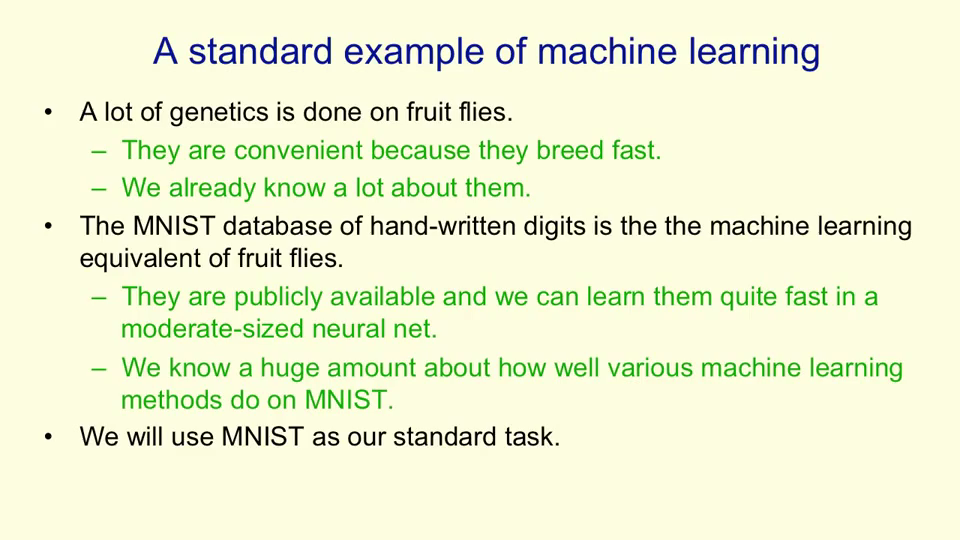 A standard example of machine learning
• A lot of genetics is done on fruit flies.
– They are convenient because they breed fast.
– We already know a lot about them.
• The MNIST database of hand-written digits is the the machine learning
equivalent of fruit flies.
– They are publicly available and we can learn them quite fast in a
moderate-sized neural net.
– We know a huge amount about how well various machine learning
methods do on MNIST.
• We will use MNIST as our standard task.